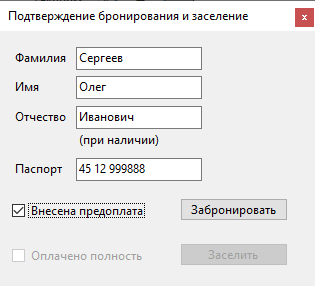 Подтверждение бронирования и заселение x
Фамилия Сергеев
Имя Олег
Отчество Иванович
(при наличии)
Паспорт 45 12 999888
Внесена предоплата Забронировать
Оплачено полность Заселить